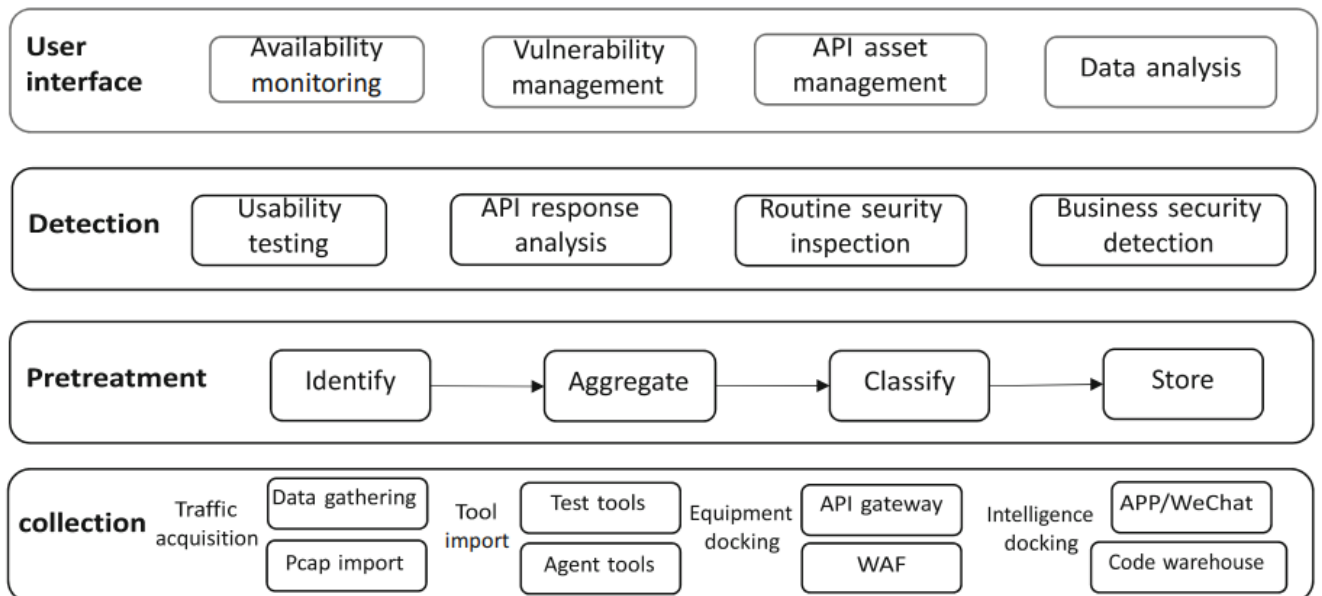 User
interface
Availability
monitoring
Vulnerability
management
API asset
management
Data analysis
Detection
Usability
testing
API response
analysis
Routine seurity
inspection
Business security
detection
Pretreatment
Identify
Aggregate
Classify
Store
collection
Traffic
acquisition
Data gathering
Pcap import
Tool
import
Test tools
Agent tools
Equipment
docking
API gateway
WAF
Intelligence
docking
APP/WeChat
Code warehouse